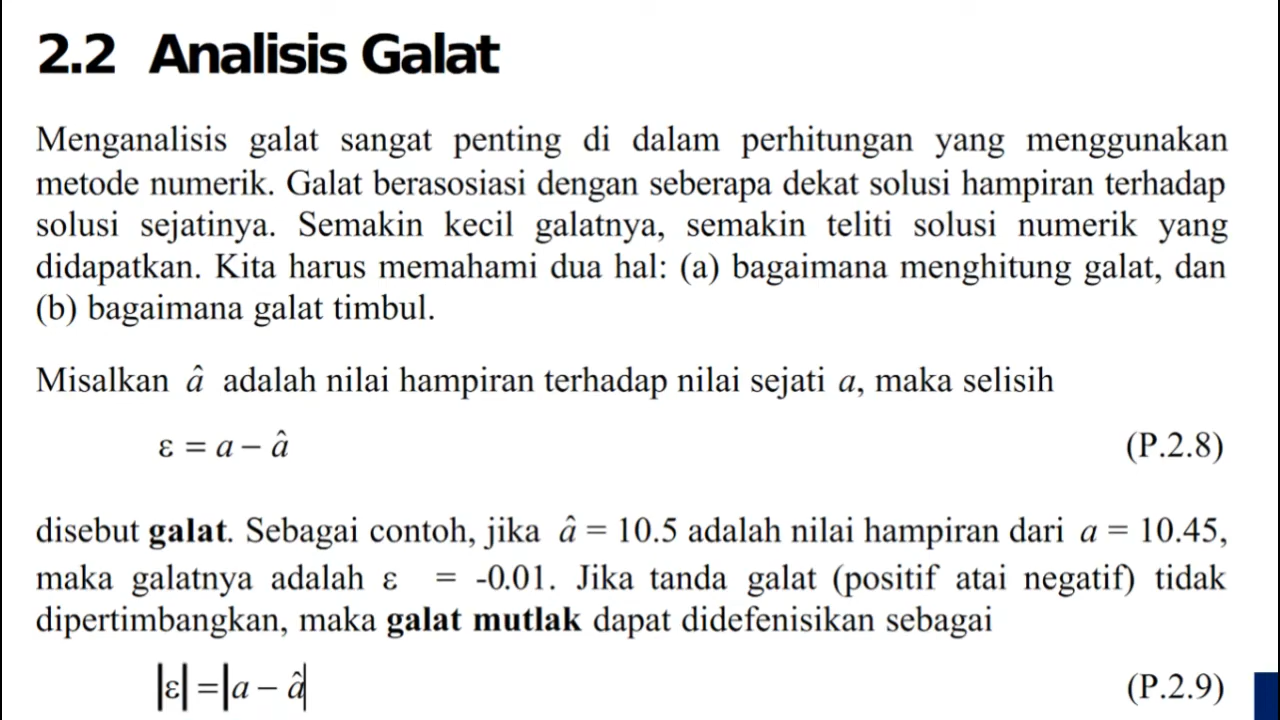 2.2 Analisis Galat
Menganalisis galat sangat penting di dalam perhitungan yang menggunakan
metode numerik. Galat berasosiasi dengan seberapa dekat solusi hampiran terhadap
solusi sejatinya. Semakin kecil galatnya, semakin teliti solusi numerik yang
didapatkan. Kita harus memahami dua hal: (a) bagaimana menghitung galat, dan
(b) bagaimana galat timbul.
Misalkan â adalah nilai hampiran terhadap nilai sejati a, maka selisih
ε = a – â (P.2.8)
disebut galat. Sebagai contoh, jika â = 10.5 adalah nilai hampiran dari a = 10.45,
maka galatnya adalah ε = -0.01. Jika tanda galat (positif atai negatif) tidak
dipertimbangkan, maka galat mutlak dapat didefenisikan sebagai
|ε| = |a – â| (P.2.9)